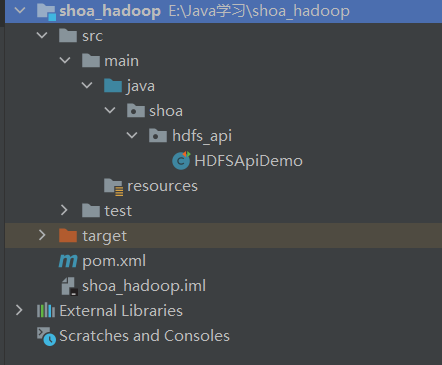 shoa_hadoop E:\Java学习\shoa_hadoop
src
main
java
shoa
hdfs_api
HDFSApiDemo
resources
test
target
pom.xml
shoa_hadoop.iml
External Libraries
Scratches and Consoles